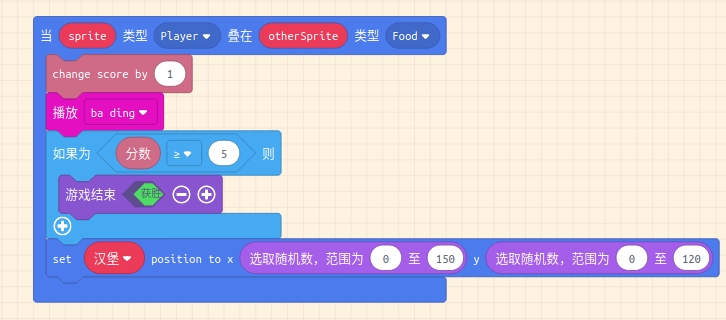 当 sprite 类型 Player 叠在 otherSprite 类型 Food
change score by 1
播放 ba ding
如果为 分数 ≥ 5 则
游戏结束 获胜
set 汉堡 position to x 选取随机数，范围为 0 至 150 y 选取随机数，范围为 0 至 120